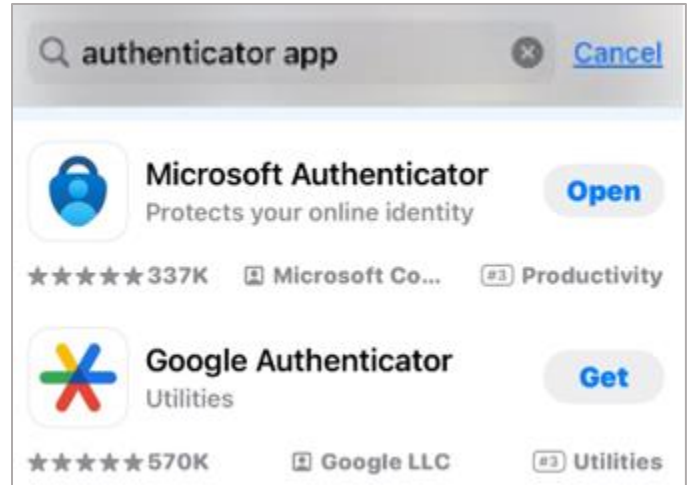 authenticator app Cancel
Microsoft Authenticator
Protects your online identity
Open
337K Microsoft Co... #3 Productivity
Google Authenticator
Utilities
Get
570K Google LLC #3 Utilities